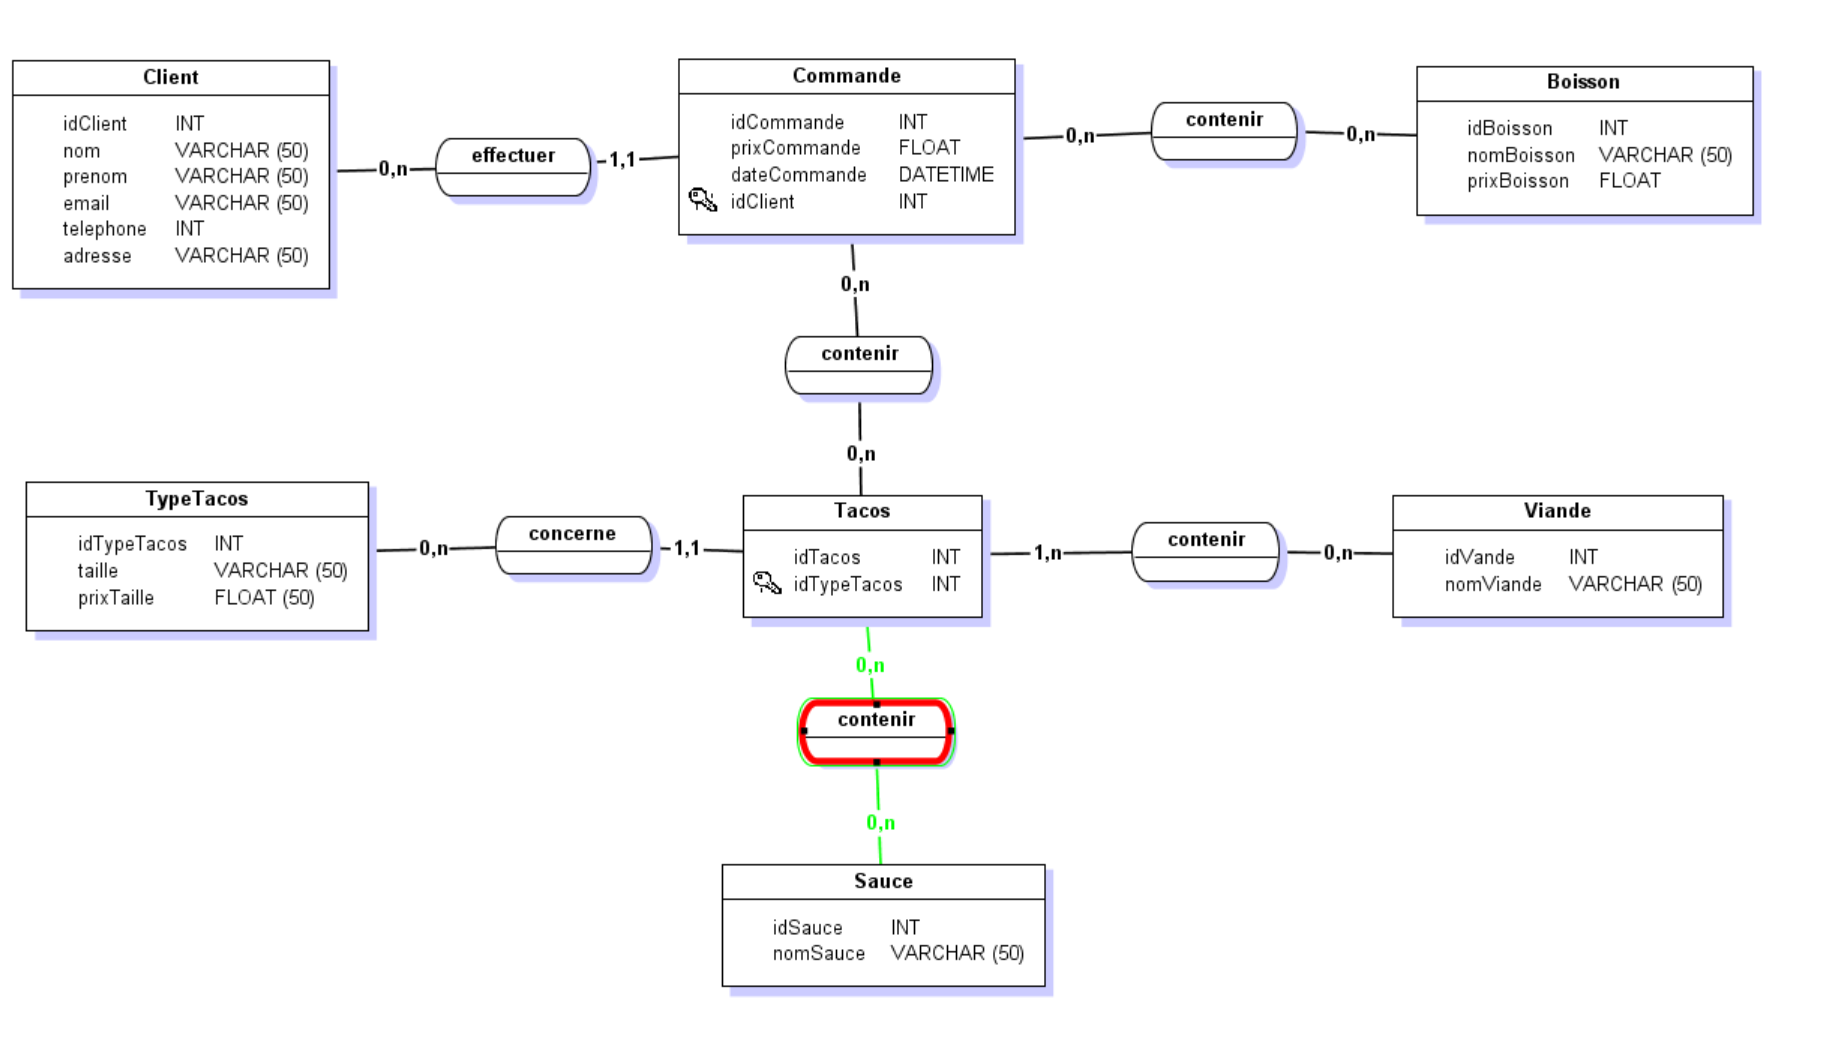 Client
idClient INT
nom VARCHAR (50)
prenom VARCHAR (50)
email VARCHAR (50)
telephone INT
adresse VARCHAR (50)
0,n
effectuer
1,1
Commande
idCommande INT
prixCommande FLOAT
dateCommande DATETIME
idClient INT
0,n
contenir
0,n
Boisson
idBoisson INT
nomBoisson VARCHAR (50)
prixBoisson FLOAT
0,n
contenir
0,n
TypeTacos
idTypeTacos INT
taille VARCHAR (50)
prixTaille FLOAT (50)
0,n
concerne
1,1
Tacos
idTacos INT
idTypeTacos INT
1,n
contenir
0,n
Viande
idVande INT
nomViande VARCHAR (50)
0,n
contenir
0,n
Sauce
idSauce INT
nomSauce VARCHAR (50)